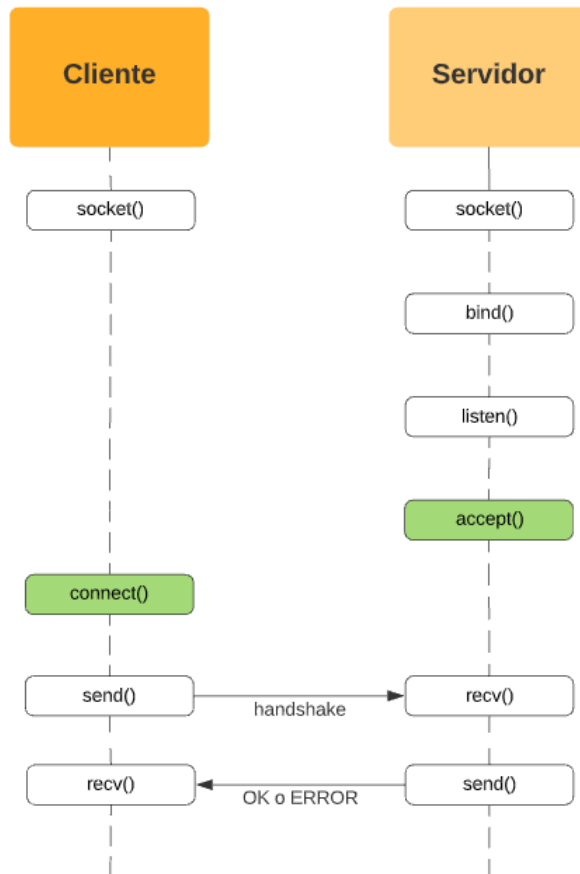 Cliente
Servidor
socket()
socket()
bind()
listen()
accept()
connect()
send()
handshake
recv()
recv()
OK o ERROR
send()